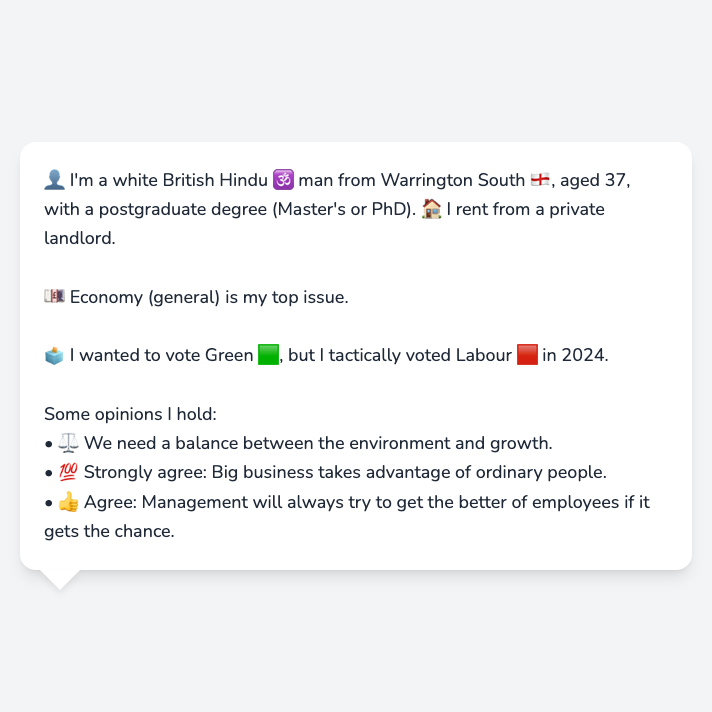 👤 I'm a white British Hindu 🕉️ man from Warrington South 🏴󠁧󠁢󠁥󠁮󠁧󠁿, aged 37,
with a postgraduate degree (Master's or PhD). 🏠 I rent from a private
landlord.
💷 Economy (general) is my top issue.
🗳️ I wanted to vote Green 🟩, but I tactically voted Labour 🟥 in 2024.
Some opinions I hold:
• ⚖️ We need a balance between the environment and growth.
• 💯 Strongly agree: Big business takes advantage of ordinary people.
• 👍 Agree: Management will always try to get the better of employees if it
gets the chance.